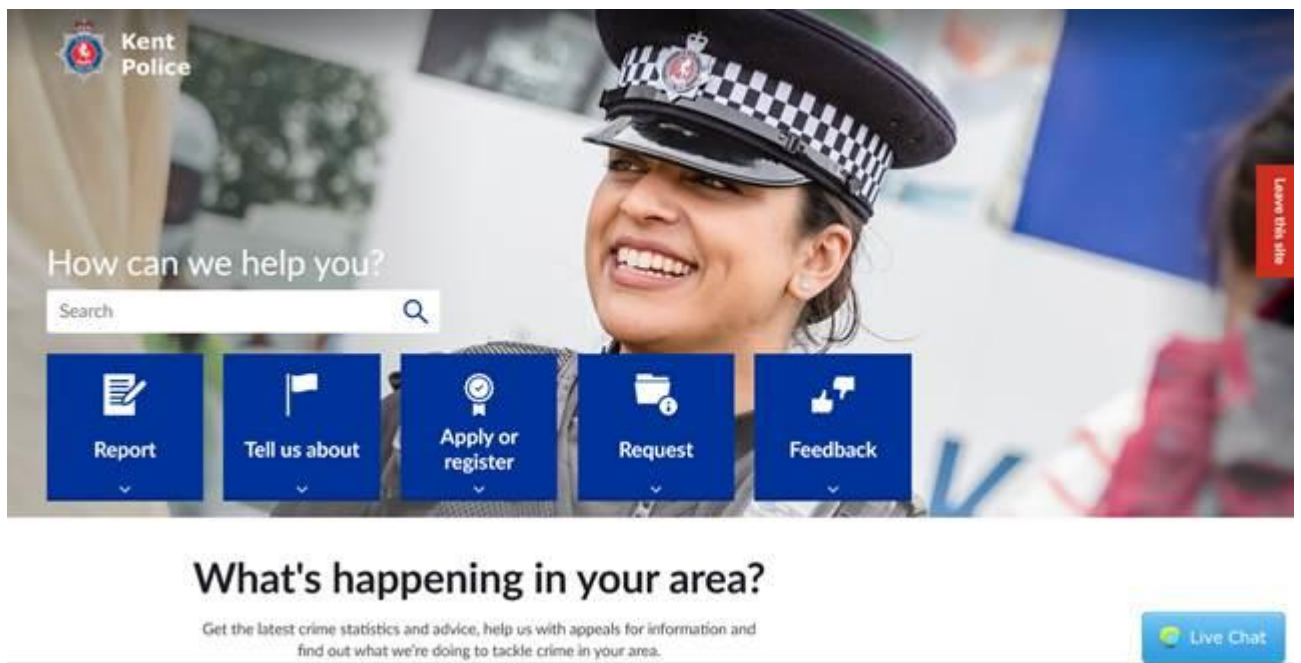 Kent
Police
Leave this site
How can we help you?
Search
Report
Tell us about
Apply or
register
Request
Feedback
What's happening in your area?
Get the latest crime statistics and advice, help us with appeals for information and
find out what we're doing to tackle crime in your area.
Live Chat